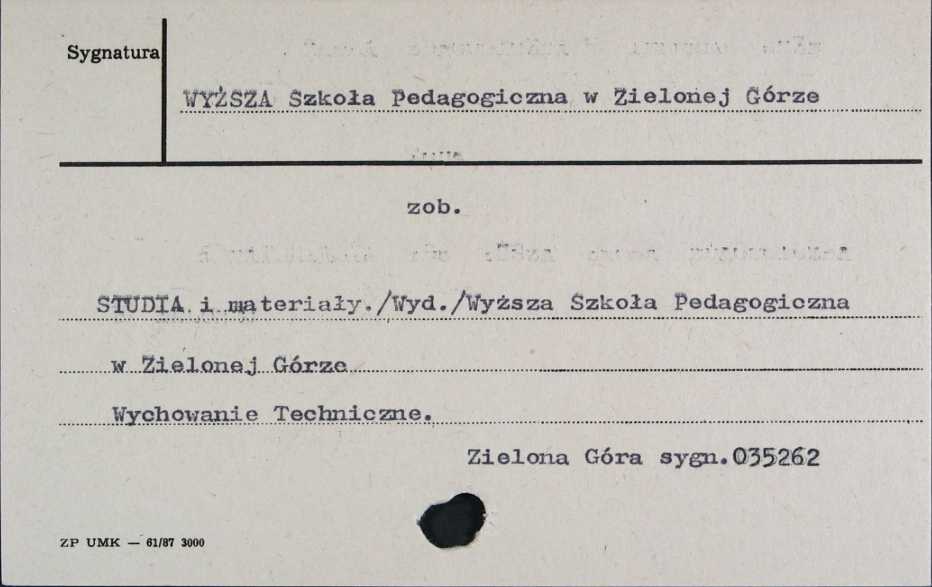 Sygnatura
WYŻSZA Szkoła Pedagogiczna w Zielonej Górze
zob.
STUDIA i materiały./Wyd./Wyższa Szkoła Pedagogiczna
w Zielonej Górze
Wychowanie Techniczne.
Zielona Góra sygn.035262
ZP UMK — 61/87 3000